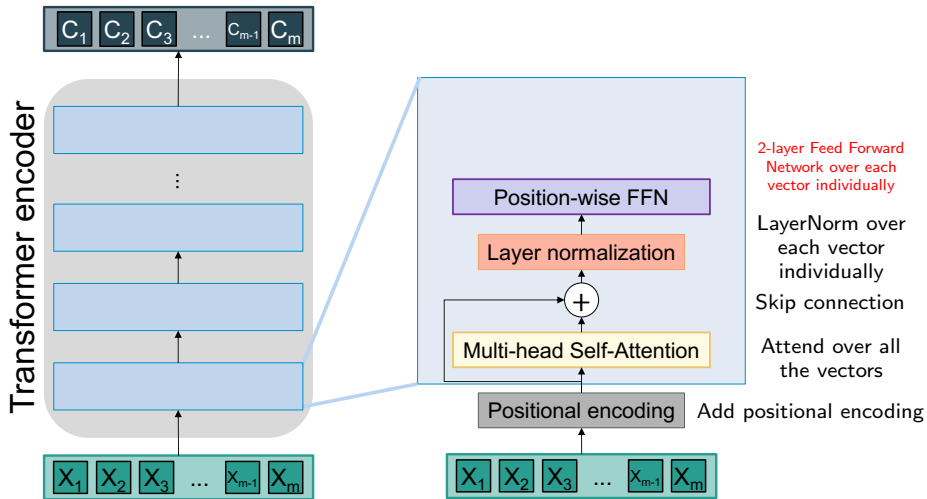 C1 C2 C3 ... Cm-1 Cm
Transformer encoder
...
X1 X2 X3 ... Xm-1 Xm
2-layer Feed Forward
Network over each
vector individually
Position-wise FFN
LayerNorm over
each vector
individually
Layer normalization
+
Skip connection
Multi-head Self-Attention
Attend over all
the vectors
Positional encoding
Add positional encoding
X1 X2 X3 ... Xm-1 Xm